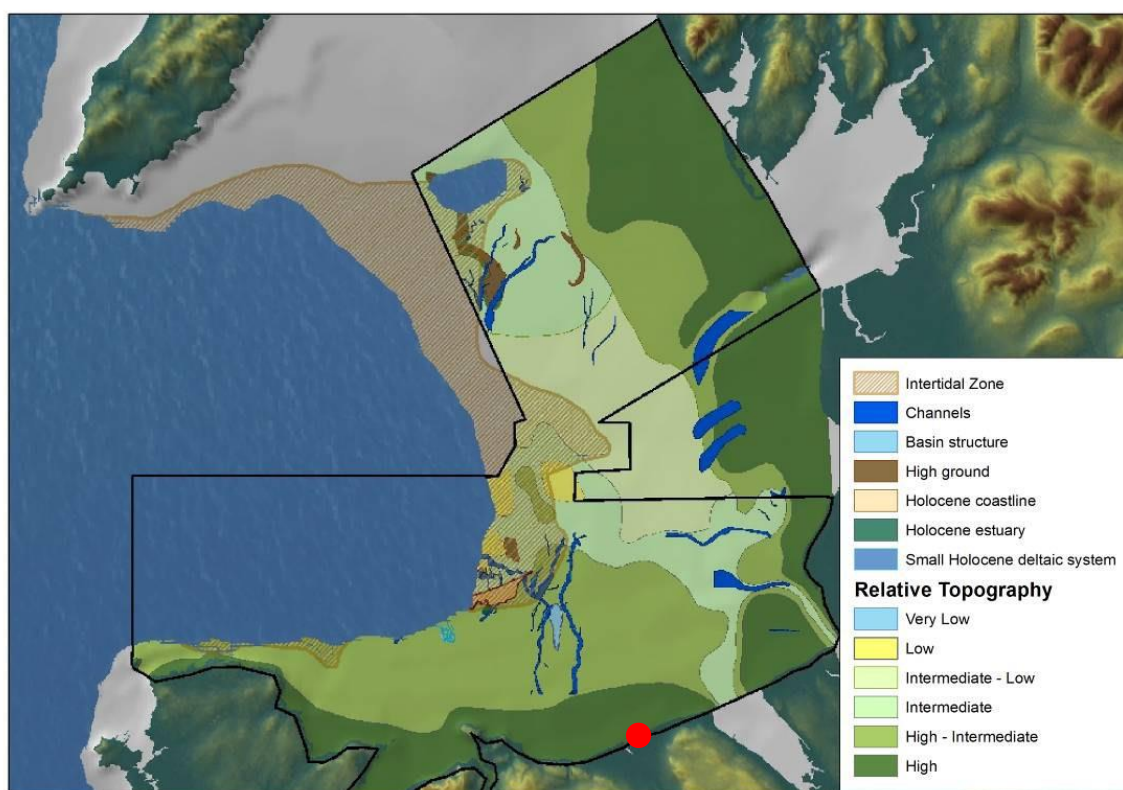 Intertidal Zone
Channels
Basin structure
High ground
Holocene coastline
Holocene estuary
Small Holocene deltaic system
Relative Topography
Very Low
Low
Intermediate - Low
Intermediate
High - Intermediate
High